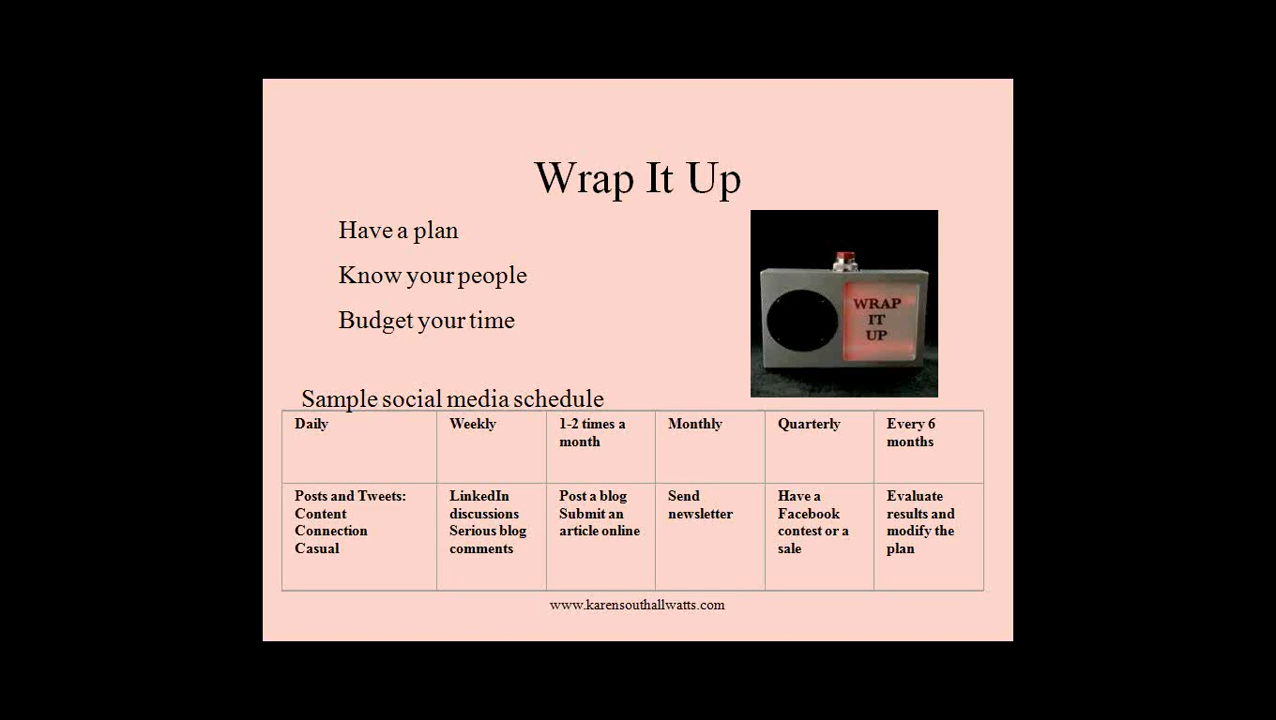 Wrap It Up
Have a plan
Know your people
Budget your time
WRAP
IT
UP
Sample social media schedule
Daily
Weekly
1-2 times a
month
Monthly
Quarterly
Every 6
months
Posts and Tweets:
Content
Connection
Casual
LinkedIn
discussions
Serious blog
comments
Post a blog
Submit an
article online
Send
newsletter
Have a
Facebook
contest or a
sale
Evaluate
results and
modify the
plan
www.karensouthallwatts.com